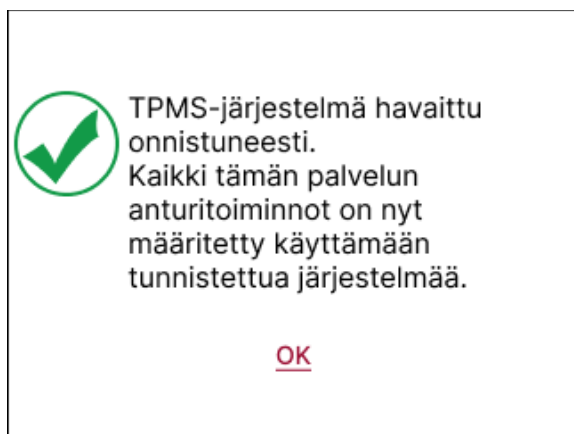 TPMS-järjestelmä havaittu
onnistuneesti.
Kaikki tämän palvelun
anturitoiminnot on nyt
määritetty käyttämään
tunnistettua järjestelmää.
OK